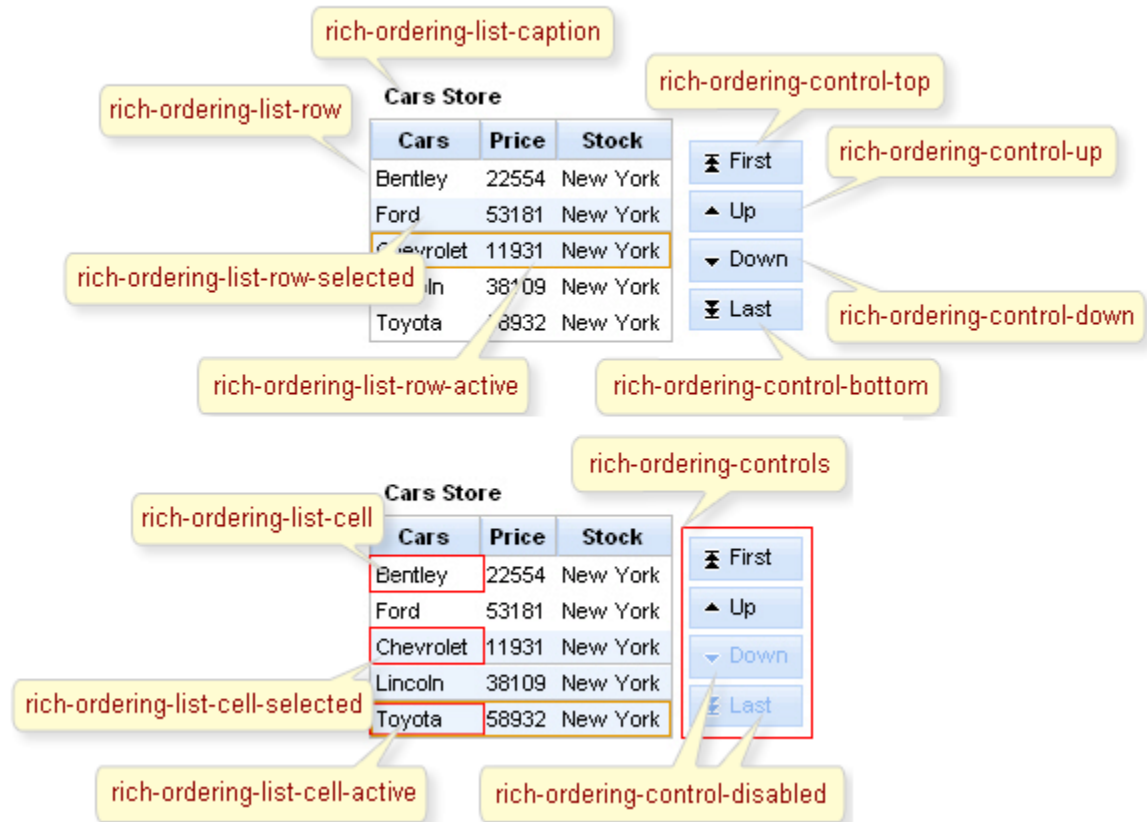 rich-ordering-list-caption
rich-ordering-control-top
rich-ordering-list-row
Cars Store
rich-ordering-control-up
Cars Price Stock
First
Bentley 22554 New York
Up
Ford 53181 New York
Down
Chevrolet 11931 New York
rich-ordering-list-row-selected
38109 New York
Last
rich-ordering-control-down
Toyota 8932 New York
rich-ordering-list-row-active
rich-ordering-control-bottom
rich-ordering-controls
Cars Store
rich-ordering-list-cell
Cars Price Stock
First
Bentley 22554 New York
Up
Ford 53181 New York
Chevrolet 11931 New York
Down
Lincoln 38109 New York
rich-ordering-list-cell-selected
Last
Toyota 58932 New York
rich-ordering-list-cell-active
rich-ordering-control-disabled